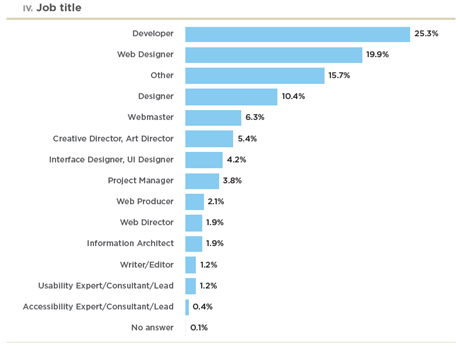 IV. Job title
Developer 25.3%
Web Designer 19.9%
Other 15.7%
Designer 10.4%
Webmaster 6.3%
Creative Director, Art Director 5.4%
Interface Designer, UI Designer 4.2%
Project Manager 3.8%
Web Producer 2.1%
Web Director 1.9%
Information Architect 1.9%
Writer/Editor 1.2%
Usability Expert/Consultant/Lead 1.2%
Accessibility Expert/Consultant/Lead 0.4%
No answer 0.1%